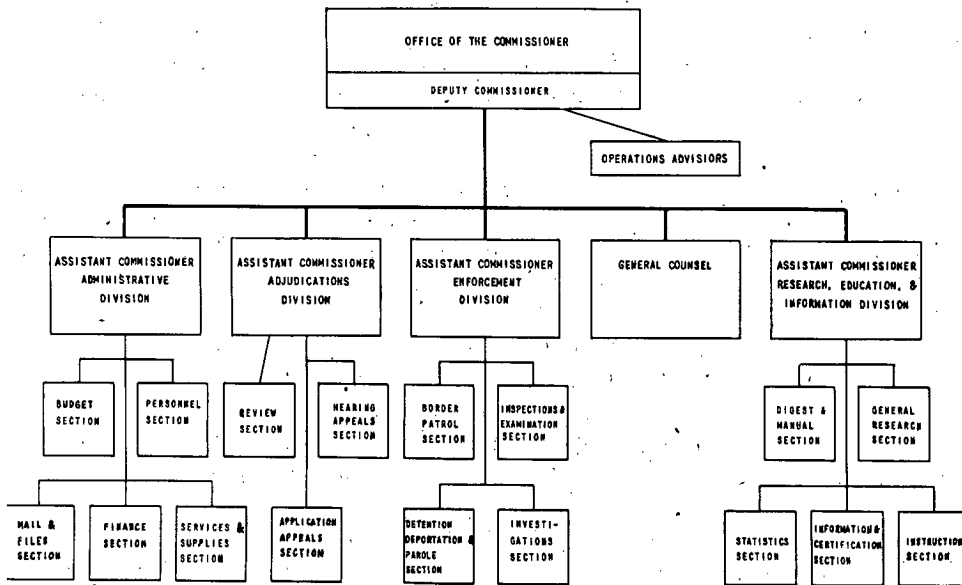 OFFICE OF THE COMMISSIONER
DEPUTY COMMISSIONER
OPERATIONS ADVISIORS
ASSISTANT COMMISSIONER
ADMINISTRATIVE
DIVISION
ASSISTANT COMMISSIONER
ADJUDICATIONS
DIVISION
ASSISTANT COMMISSIONER
ENFORCEMENT
DIVISION
GENERAL COUNSEL
ASSISTANT COMMISSIONER
RESEARCH, EDUCATION, &
INFORMATION DIVISION
BUDGET
SECTION
PERSONNEL
SECTION
REVIEW
SECTION
HEARING
APPEALS
SECTION
BORDER
PATROL
SECTION
INSPECTIONS &
EXAMINATION
SECTION
DIGEST &
MANUAL
SECTION
GENERAL
RESEARCH
SECTION
MAIL &
FILES
SECTION
FINANCE
SECTION
SERVICES &
SUPPLIES
SECTION
APPLICATION
APPEALS
SECTION
DETENTION
DEPORTATION &
PAROLE
SECTION
INVESTI-
GATIONS
SECTION
STATISTICS
SECTION
INFORMATION &
CERTIFICATION
SECTION
INSTRUCTION
SECTION